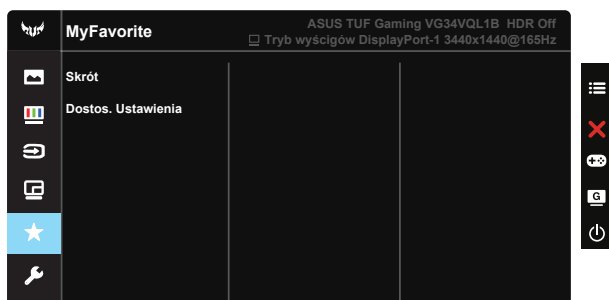 MyFavorite
ASUS TUF Gaming VG34VQL1B HDR Off
Tryb wyścigów DisplayPort-1 3440x1440@165Hz
Skrót
Dostos. Ustawienia
G